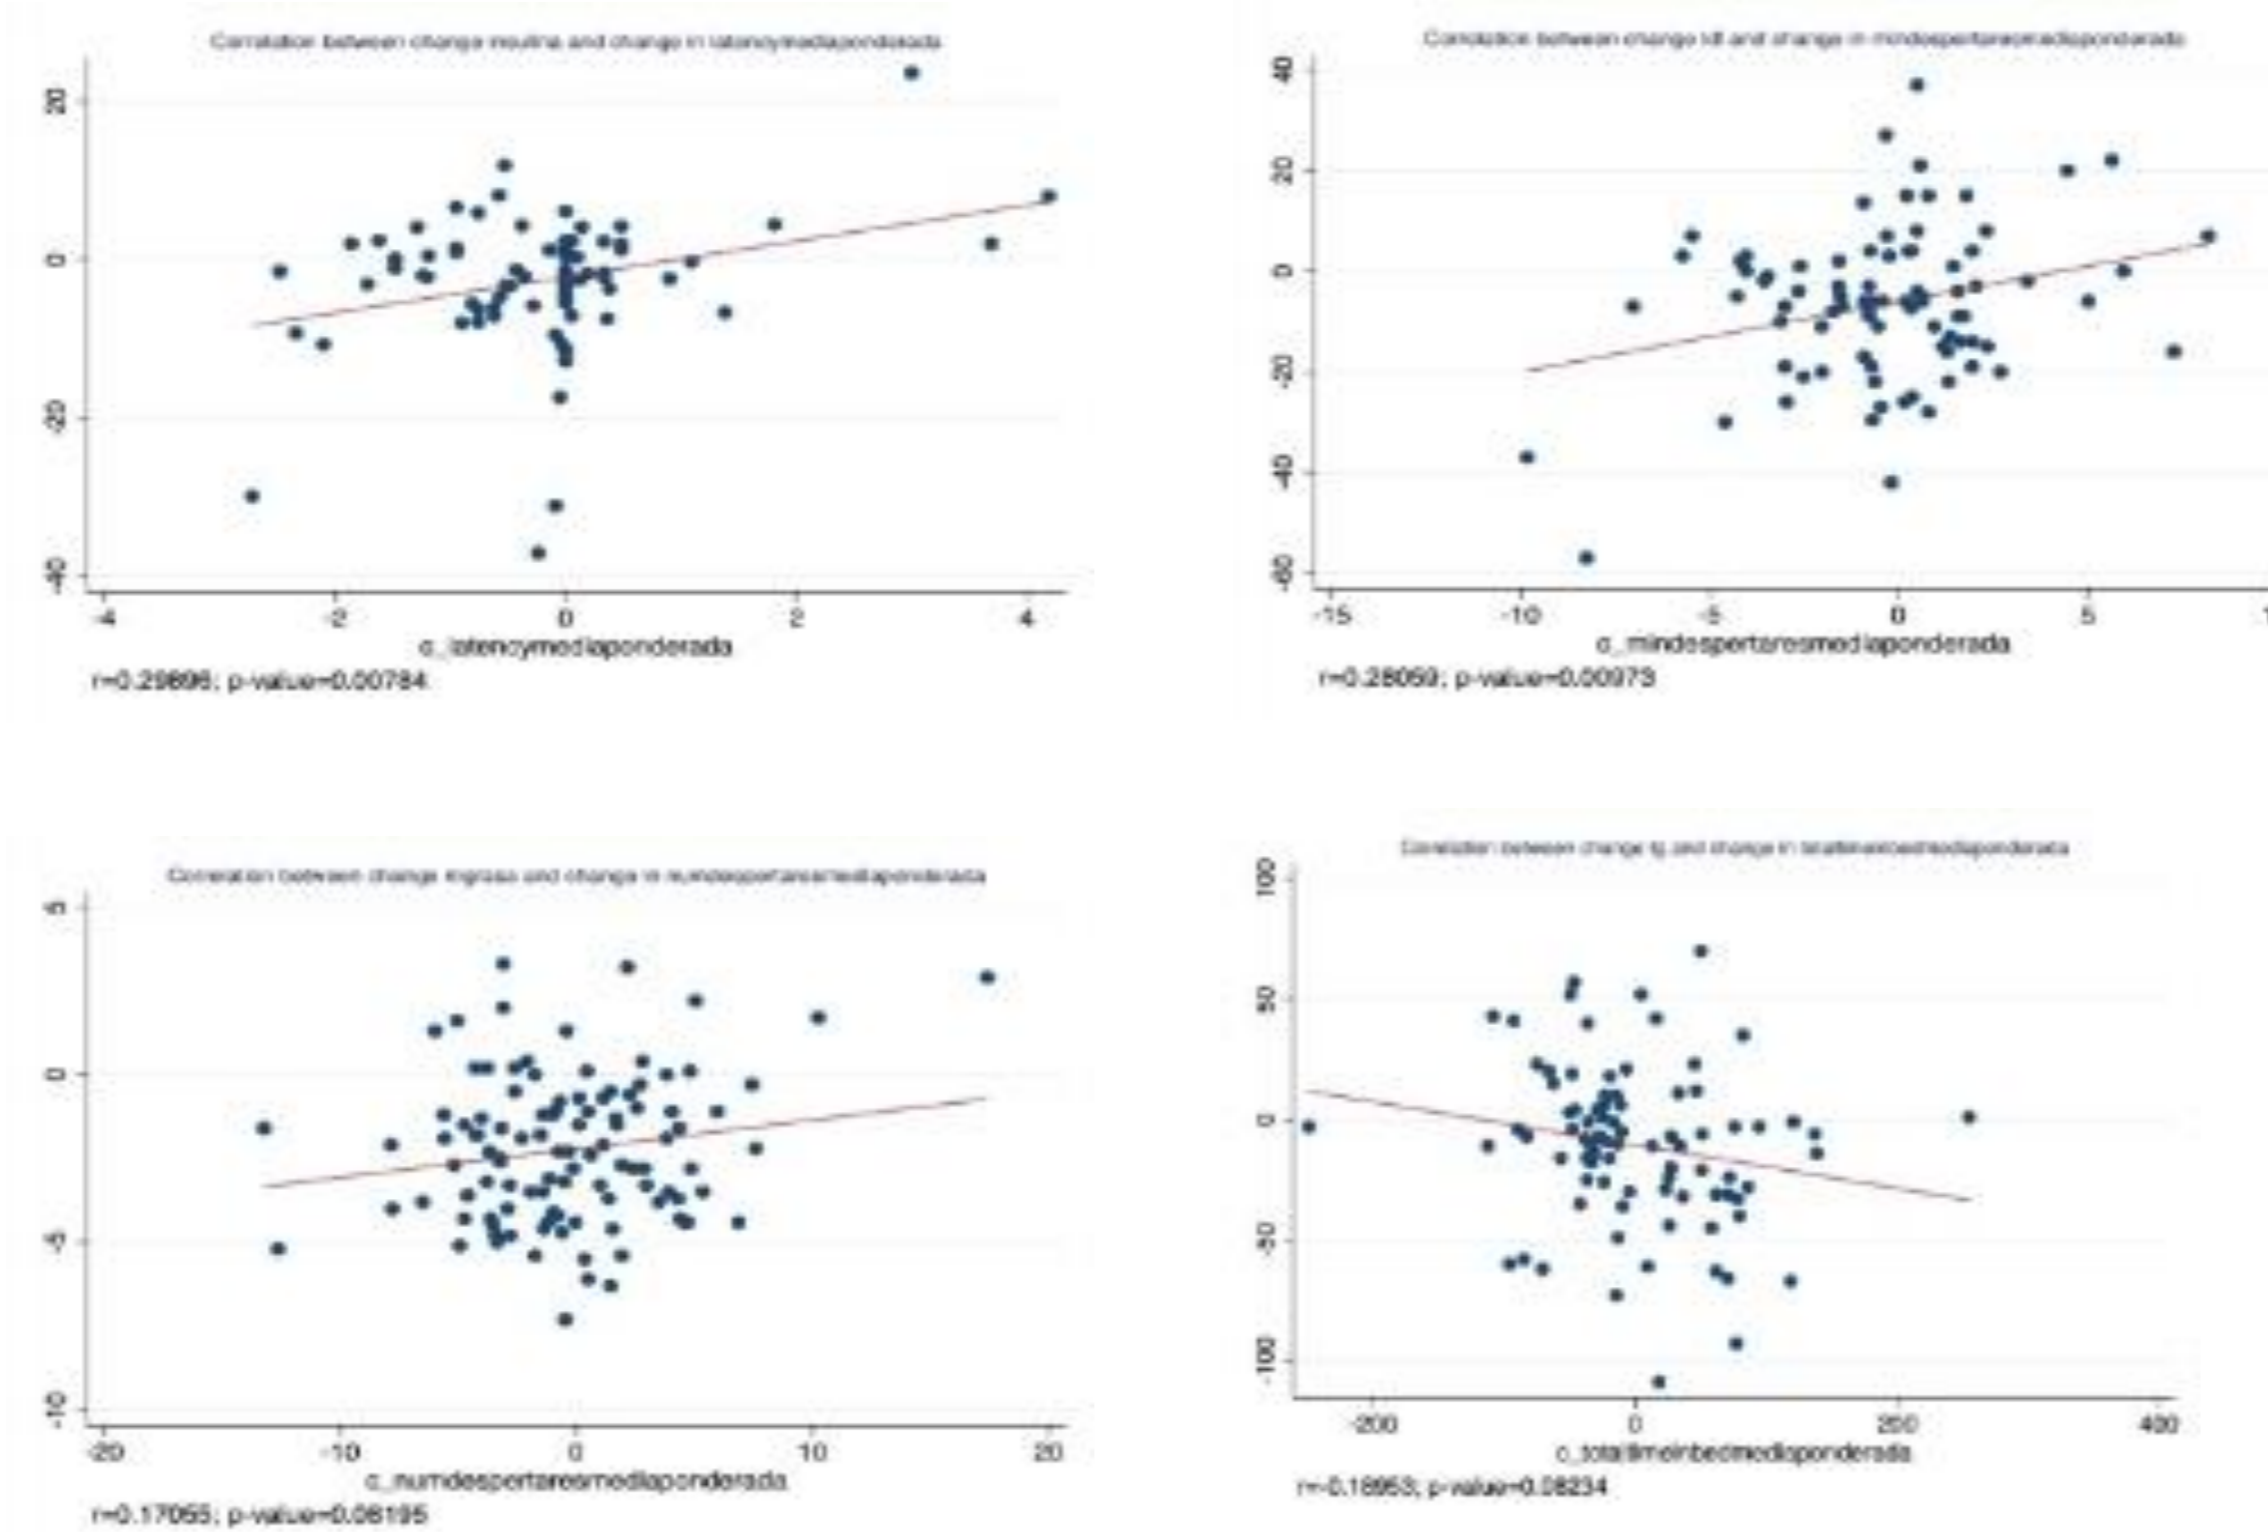 Correlation between change insulina and change in latencymediaponderada
20
0
-20
-40
-4 -2 0 2 4
c_latencymediaponderada
r=0.29896; p-value=0.00784
Correlation between change ldl and change in mindespertaresmediaponderada
40
20
0
-20
-40
-60
-15 -10 -5 0 5
c_mindespertaresmediaponderada
r=0.28059; p-value=0.00973
Correlation between change mgrasa and change in numdespertaresmediaponderada
5
0
-5
-10
-20 -10 0 10 20
c_numdespertaresmediaponderada
r=0.17055; p-value=0.08195
Correlation between change tg and change in totaltimeinbedmediaponderada
100
50
0
-50
-100
-200 0 200 400
c_totaltimeinbedmediaponderada
r=-0.18953; p-value=0.08234